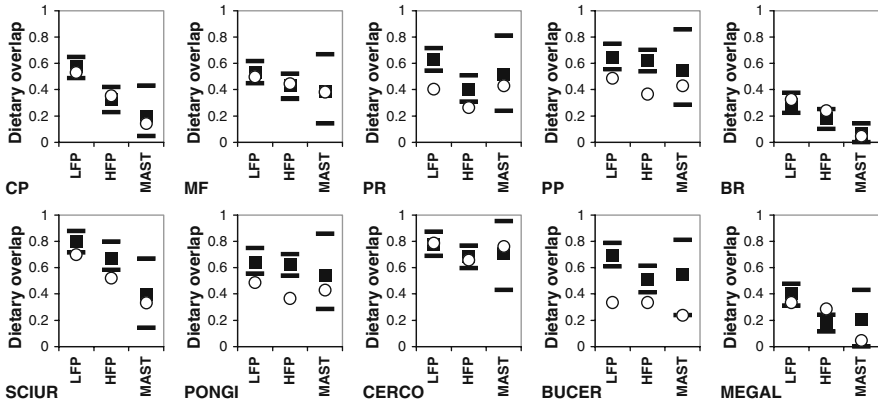 Dietary overlap
1
0.8
0.6
0.4
0.2
0
LFP
HFP
MAST
CP
Dietary overlap
1
0.8
0.6
0.4
0.2
0
LFP
HFP
MAST
MF
Dietary overlap
1
0.8
0.6
0.4
0.2
0
LFP
HFP
MAST
PR
Dietary overlap
1
0.8
0.6
0.4
0.2
0
LFP
HFP
MAST
PP
Dietary overlap
1
0.8
0.6
0.4
0.2
0
LFP
HFP
MAST
BR
Dietary overlap
1
0.8
0.6
0.4
0.2
0
LFP
HFP
MAST
SCIUR
Dietary overlap
1
0.8
0.6
0.4
0.2
0
LFP
HFP
MAST
PONGI
Dietary overlap
1
0.8
0.6
0.4
0.2
0
LFP
HFP
MAST
CERCO
Dietary overlap
1
0.8
0.6
0.4
0.2
0
LFP
HFP
MAST
BUCER
Dietary overlap
1
0.8
0.6
0.4
0.2
0
LFP
HFP
MAST
MEGAL